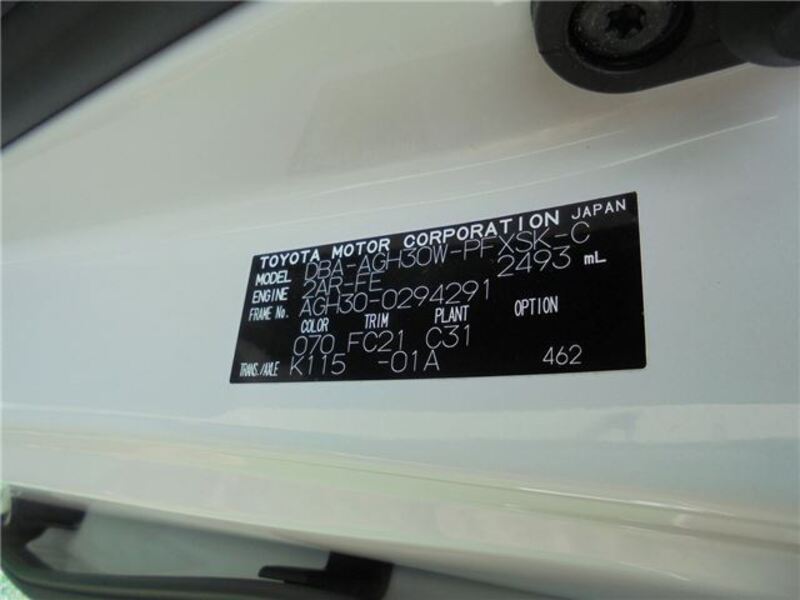 TOYOTA MOTOR CORPORATION JAPAN
MODEL DBA-AGH30W-PFXSK-C
ENGINE 2AR-FE 2493 mL
FRAME No. AGH30-0294291
COLOR TRIM PLANT OPTION
070 FC21 C31
TRANS./AXLE K115 -01A 462